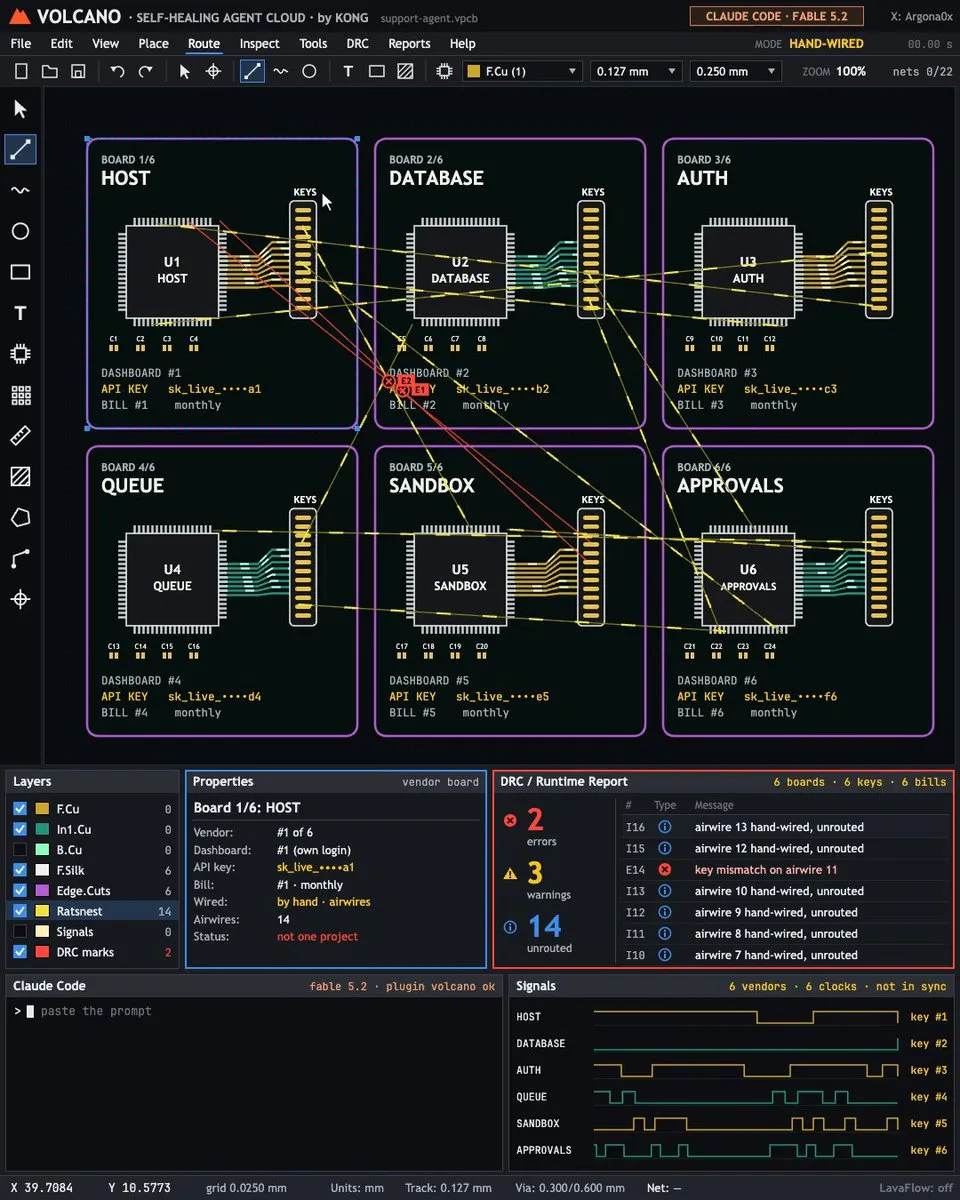 VOLCANO · SELF-HEALING AGENT CLOUD · by KONG support-agent.vpcb CLAUDE CODE · FABLE 5.2 X: Argona0x
File Edit View Place Route Inspect Tools DRC Reports Help MODE HAND-WIRED 00.00 s
T F.Cu (1) 0.127 mm 0.250 mm ZOOM 100% nets 0/22
T
BOARD 1/6
HOST
KEYS
U1
HOST
C1 C2 C3 C4
DASHBOARD #1
API KEY sk_live_••••a1
BILL #1 monthly
BOARD 2/6
DATABASE
KEYS
U2
DATABASE
C5 C6 C7 C8
DASHBOARD #2
E2
E1
sk_live_••••b2
BILL #2 monthly
BOARD 3/6
AUTH
KEYS
U3
AUTH
C9 C10 C11 C12
DASHBOARD #3
API KEY sk_live_••••c3
BILL #3 monthly
BOARD 4/6
QUEUE
KEYS
U4
QUEUE
C13 C14 C15 C16
DASHBOARD #4
API KEY sk_live_••••d4
BILL #4 monthly
BOARD 5/6
SANDBOX
KEYS
U5
SANDBOX
C17 C18 C19 C20
DASHBOARD #5
API KEY sk_live_••••e5
BILL #5 monthly
BOARD 6/6
APPROVALS
KEYS
U6
APPROVALS
C21 C22 C23 C24
DASHBOARD #6
API KEY sk_live_••••f6
BILL #6 monthly
Layers
F.Cu 0
In1.Cu 0
B.Cu 0
F.Silk 6
Edge.Cuts 6
Ratsnest 14
Signals 0
DRC marks 2
Properties vendor board
Board 1/6: HOST
Vendor: #1 of 6
Dashboard: #1 (own login)
API key: sk_live_••••a1
Bill: #1 · monthly
Wired: by hand · airwires
Airwires: 14
Status: not one project
DRC / Runtime Report 6 boards · 6 keys · 6 bills
2
errors
3
warnings
14
unrouted
# Type Message
I16 airwire 13 hand-wired, unrouted
I15 airwire 12 hand-wired, unrouted
E14 key mismatch on airwire 11
I13 airwire 10 hand-wired, unrouted
I12 airwire 9 hand-wired, unrouted
I11 airwire 8 hand-wired, unrouted
I10 airwire 7 hand-wired, unrouted
Claude Code fable 5.2 · plugin volcano ok
> paste the prompt
Signals 6 vendors · 6 clocks · not in sync
HOST key #1
DATABASE key #2
AUTH key #3
QUEUE key #4
SANDBOX key #5
APPROVALS key #6
X 39.7084 Y 10.5773 grid 0.0250 mm Units: mm Track: 0.127 mm Via: 0.300/0.600 mm Net: — LavaFlow: off